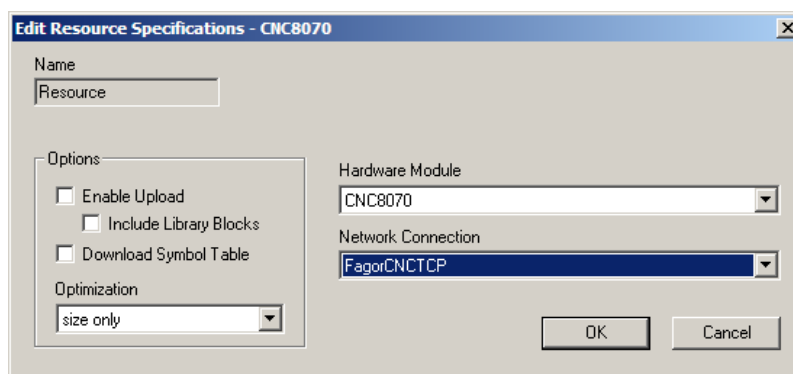 Edit Resource Specifications - CNC8070
Name
Resource
Options
Enable Upload
Include Library Blocks
Download Symbol Table
Optimization
size only
Hardware Module
CNC8070
Network Connection
FagorCNCTCP
OK
Cancel